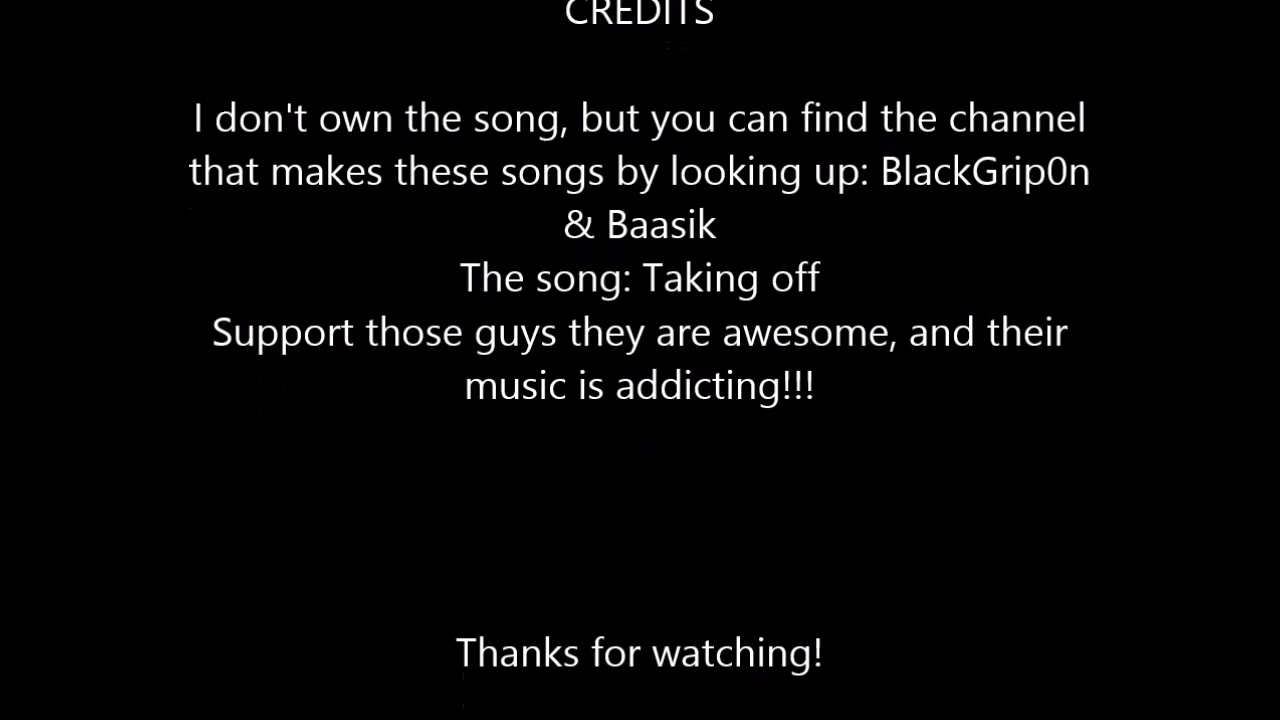 CREDITS
I don't own the song, but you can find the channel
that makes these songs by looking up: BlackGrip0n
& Baasik
The song: Taking off
Support those guys they are awesome, and their
music is addicting!!!
Thanks for watching!